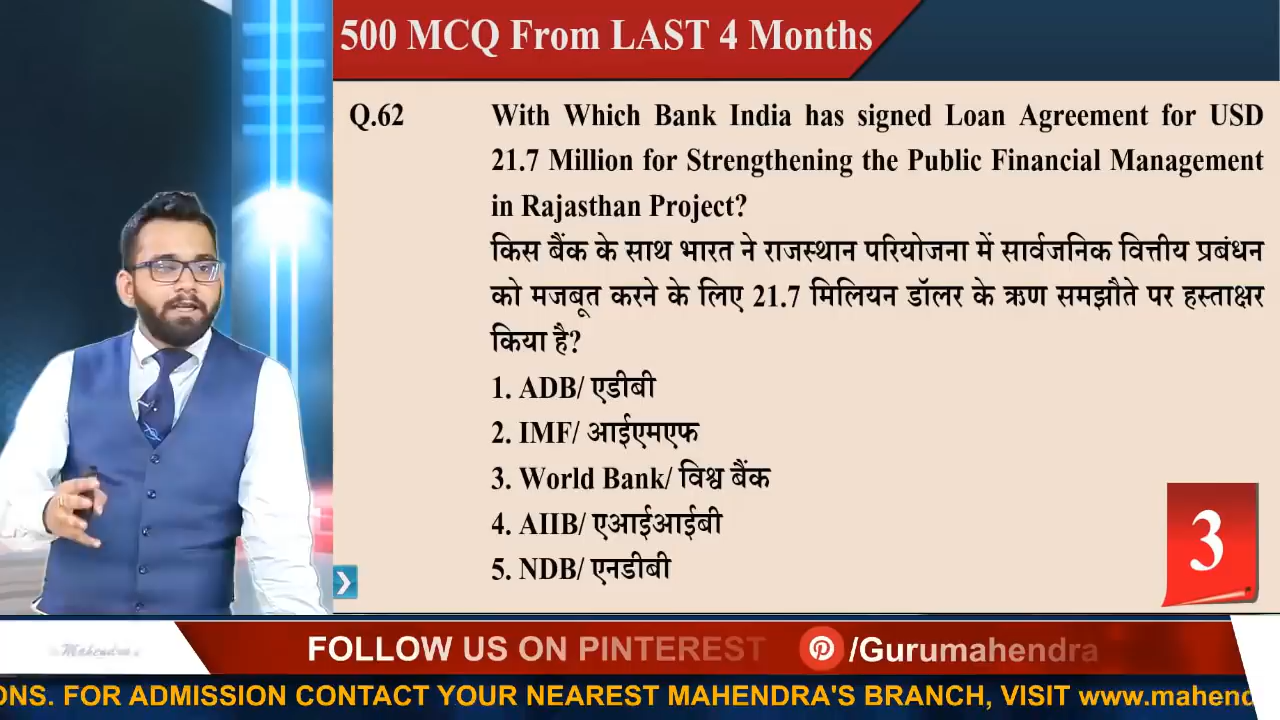 500 MCQ From LAST 4 Months
Q.62
With Which Bank India has signed Loan Agreement for USD
21.7 Million for Strengthening the Public Financial Management
in Rajasthan Project?
किस बैंक के साथ भारत ने राजस्थान परियोजना में सार्वजनिक वित्तीय प्रबंधन
को मजबूत करने के लिए 21.7 मिलियन डॉलर के ऋण समझौते पर हस्ताक्षर
किया है?
1. ADB/ एडीबी
2. IMF/ आईएमएफ
3. World Bank/ विश्व बैंक
4. AIIB/ एआईआईबी
5. NDB/ एनडीबी
3
Mahendra
FOLLOW US ON PINTEREST /Gurumahendra
ONS. FOR ADMISSION CONTACT YOUR NEAREST MAHENDRA'S BRANCH, VISIT www.mahend